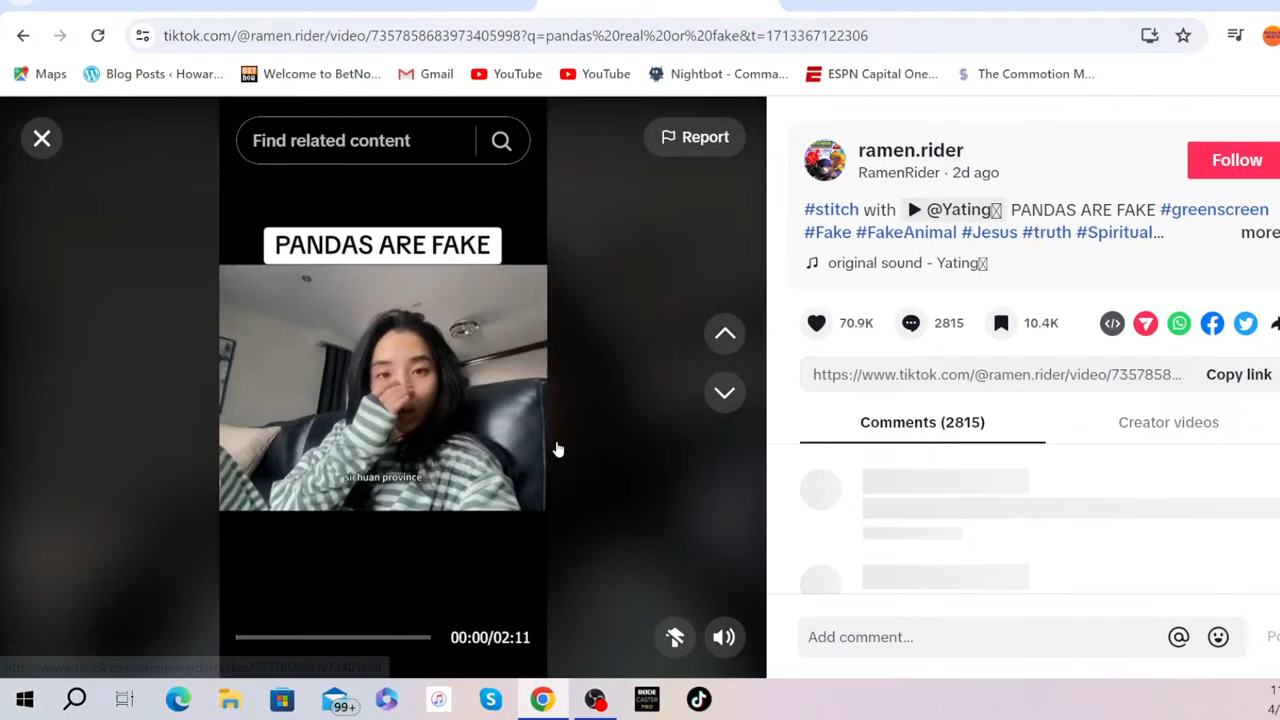 tiktok.com/@ramen.rider/video/7357858683973405998?q=pandas%20real%20or%20fake&t=1713367122306
Maps
Blog Posts ‹ Howar...
Welcome to BetNo...
Gmail
YouTube
YouTube
Nightbot - Comma...
ESPN Capital One...
The Commotion M...
Find related content
Report
PANDAS ARE FAKE
sichuan province
00:00/02:11
ramen.rider
RamenRider · 2d ago
Follow
#stitch with @Yating PANDAS ARE FAKE #greenscreen
#Fake #FakeAnimal #Jesus #truth #Spiritual...
more
original sound - Yating
70.9K
2815
10.4K
https://www.tiktok.com/@ramen.rider/video/7357858...
Copy link
Comments (2815)
Creator videos
Add comment...
99+
RØDE
CASTER
PRO